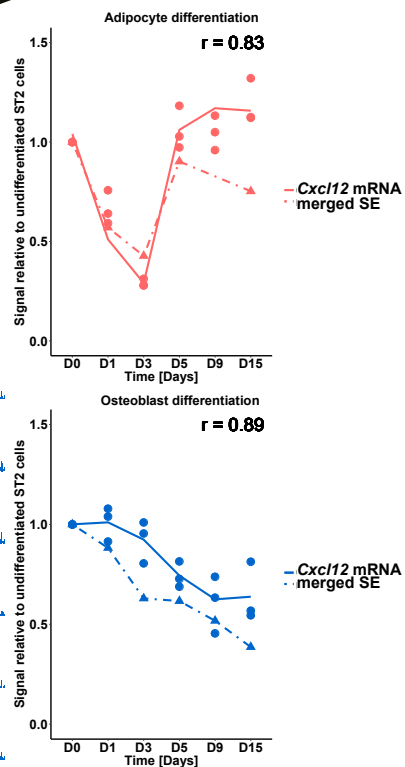 Adipocyte differentiation
r = 0.83
Signal relative to undifferentiated ST2 cells
1.5
1.0
0.5
0.0
D0 D1 D3 D5 D9 D15
Time [Days]
Cxcl12 mRNA
merged SE
Osteoblast differentiation
r = 0.89
Signal relative to undifferentiated ST2 cells
1.5
1.0
0.5
0.0
D0 D1 D3 D5 D9 D15
Time [Days]
Cxcl12 mRNA
merged SE